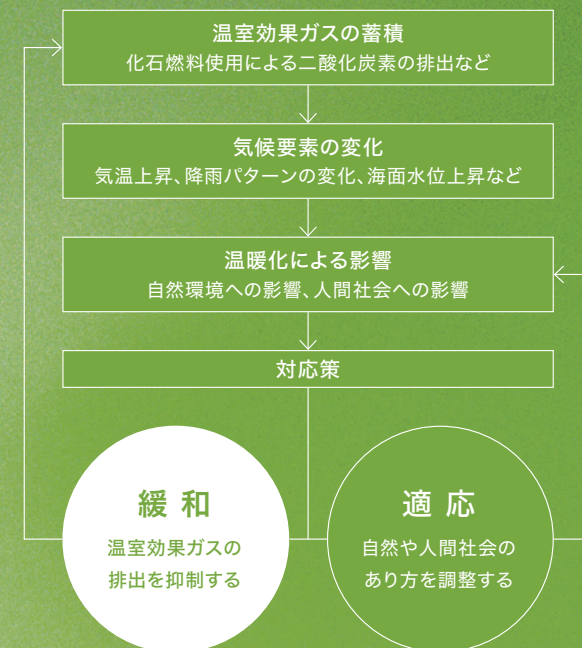 温室効果ガスの蓄積
化石燃料使用による二酸化炭素の排出など
気候要素の変化
気温上昇、降雨パターンの変化、海面水位上昇など
温暖化による影響
自然環境への影響、人間社会への影響
対応策
緩和
温室効果ガスの
排出を抑制する
適応
自然や人間社会の
あり方を調整する